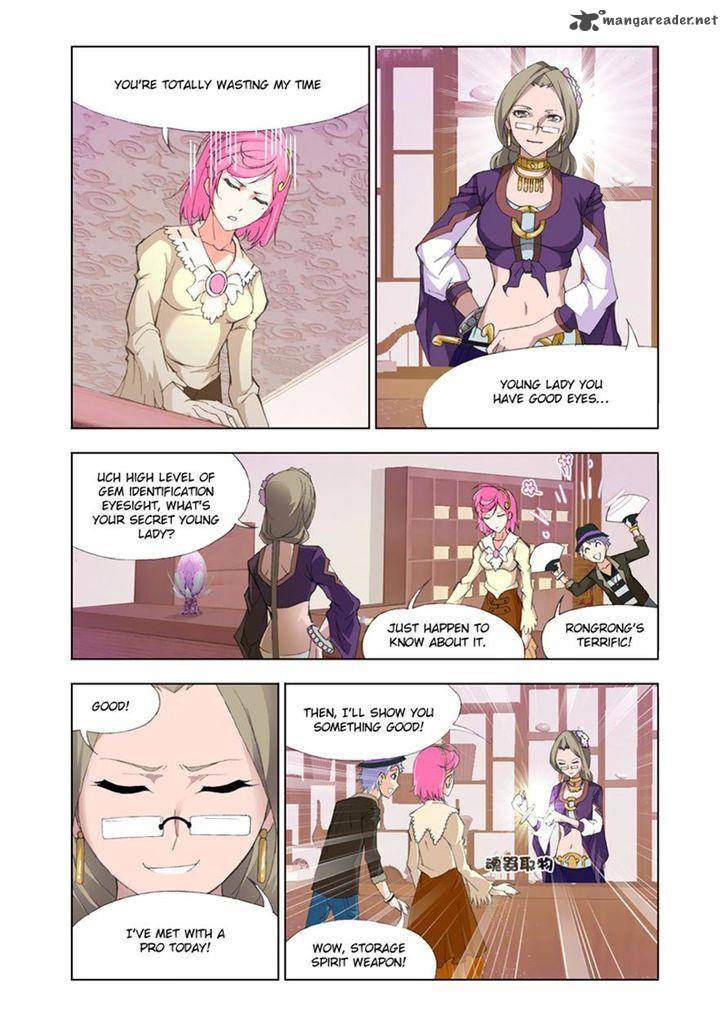 mangareader.net
YOU'RE TOTALLY WASTING MY TIME
YOUNG LADY YOU
HAVE GOOD EYES...
UCH HIGH LEVEL OF
GEM IDENTIFICATION
EYESIGHT, WHAT'S
YOUR SECRET YOUNG
LADY?
JUST HAPPEN TO
KNOW ABOUT IT.
RONGRONG'S
TERRIFIC!
GOOD!
I'VE MET WITH A
PRO TODAY!
THEN, I'LL SHOW YOU
SOMETHING GOOD!
魂器取物
WOW, STORAGE
SPIRIT WEAPON!